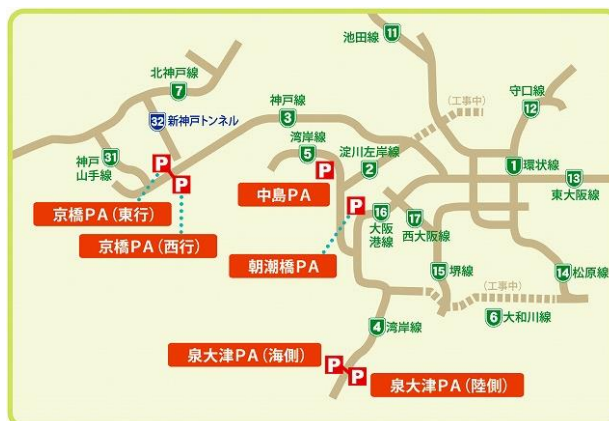 池田線
11
北神戸線
7
32
新神戸トンネル
神戸線
3
(工事中)
守口線
12
湾岸線
5
淀川左岸線
2
31
神戸
山手線
P
P
P
中島PA
1
環状線
13
東大阪線
京橋PA(東行)
P
16
大阪
港線
17
西大阪線
京橋PA(西行)
朝潮橋PA
15
堺線
14
松原線
(工事中)
6
大和川線
4
湾岸線
泉大津PA(海側)
P
P
泉大津PA(陸側)